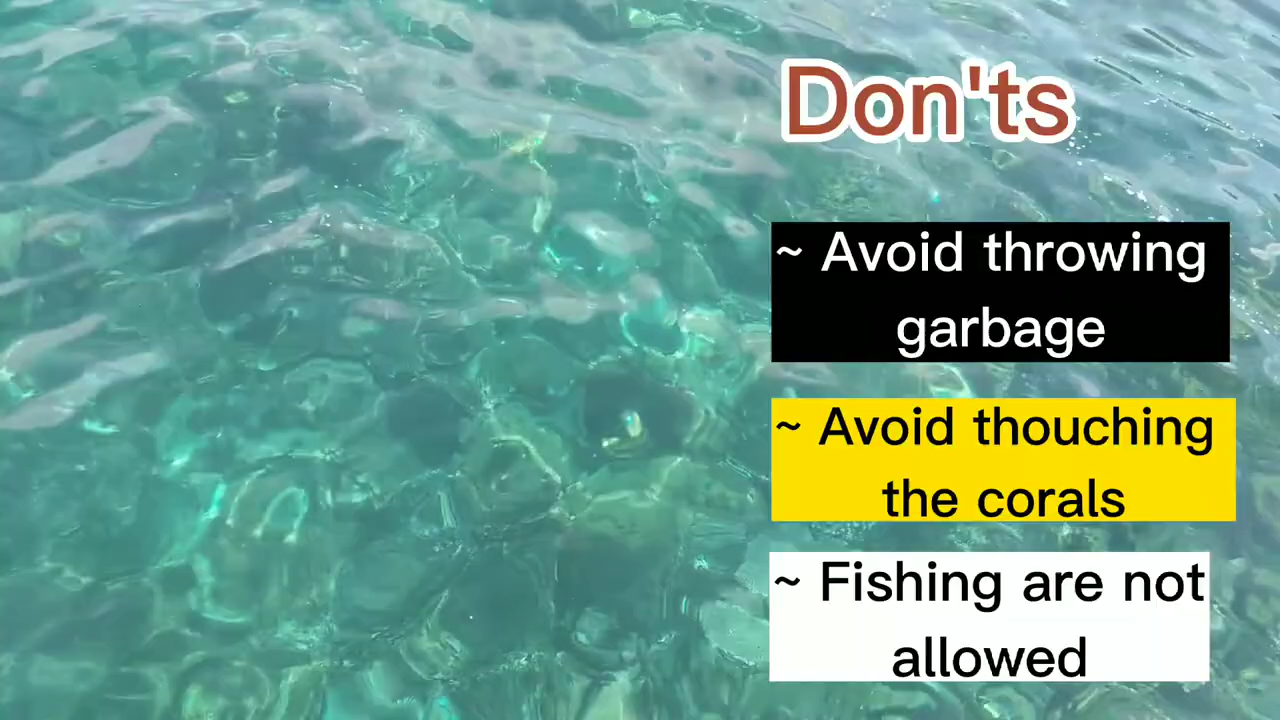 Don'ts
~ Avoid throwing
garbage
~ Avoid thouching
the corals
~ Fishing are not
allowed